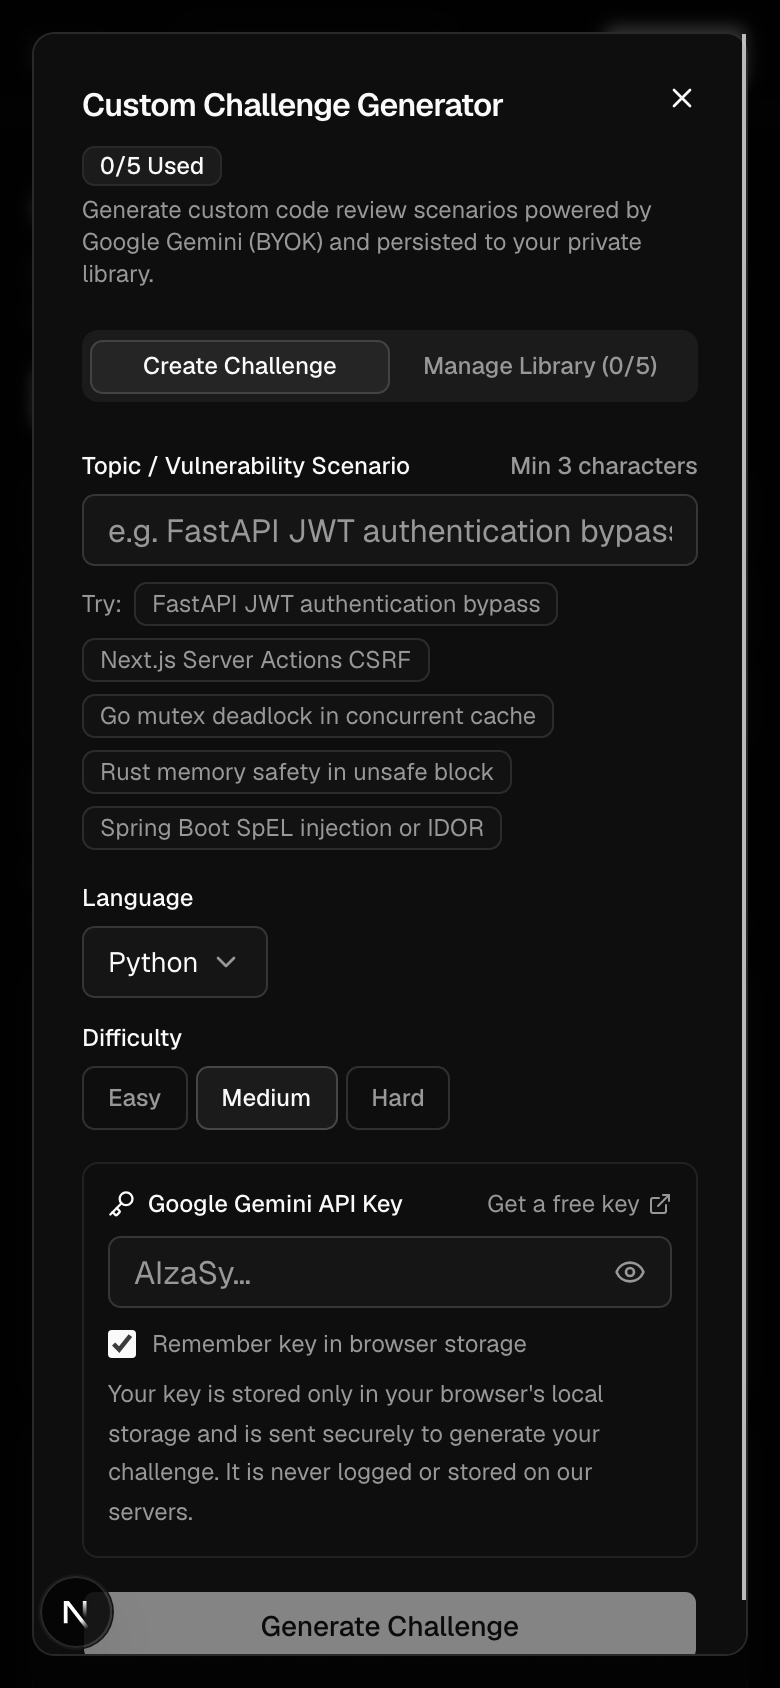 Custom Challenge Generator
0/5 Used
Generate custom code review scenarios powered by
Google Gemini (BYOK) and persisted to your private
library.
Create Challenge
Manage Library (0/5)
Topic / Vulnerability Scenario
Min 3 characters
e.g. FastAPI JWT authentication bypass
Try:
FastAPI JWT authentication bypass
Next.js Server Actions CSRF
Go mutex deadlock in concurrent cache
Rust memory safety in unsafe block
Spring Boot SpEL injection or IDOR
Language
Python
Difficulty
Easy
Medium
Hard
Google Gemini API Key
Get a free key
AIzaSy...
Remember key in browser storage
Your key is stored only in your browser's local
storage and is sent securely to generate your
challenge. It is never logged or stored on our
servers.
N
Generate Challenge